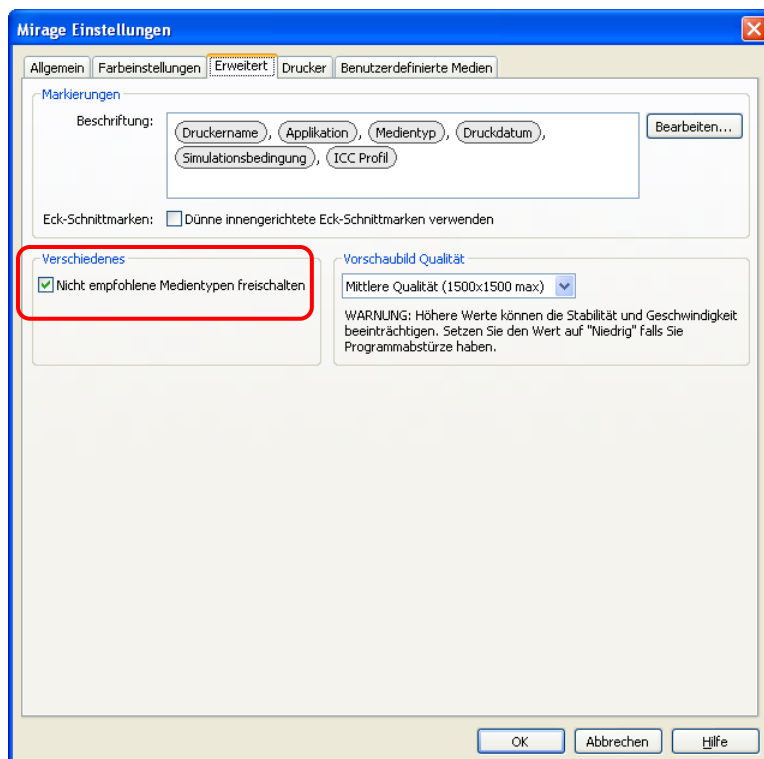 Mirage Einstellungen
Allgemein Farbeinstellungen Erweitert Drucker Benutzerdefinierte Medien
Markierungen
Beschriftung: Druckername, Applikation, Medientyp, Druckdatum, Bearbeiten...
Simulationsbedingung, ICC Profil
Eck-Schnittmarken: Dünne innengerichtete Eck-Schnittmarken verwenden
Verschiedenes
Nicht empfohlene Medientypen freischalten
Vorschaubild Qualität
Mittlere Qualität (1500x1500 max)
WARNUNG: Höhere Werte können die Stabilität und Geschwindigkeit
beeinträchtigen. Setzen Sie den Wert auf "Niedrig" falls Sie
Programmabstürze haben.
OK Abbrechen Hilfe